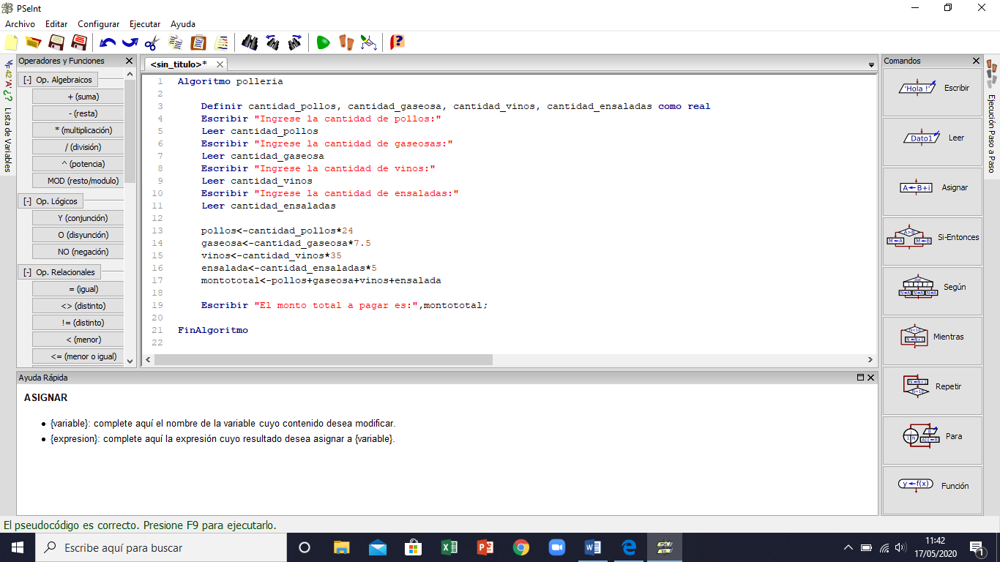 PSeInt
Archivo Editar Configurar Ejecutar Ayuda
Operadores y Funciones
[-] Op. Algebraicos
+ (suma)
- (resta)
* (multiplicación)
/ (división)
^ (potencia)
MOD (resto/modulo)
[-] Op. Lógicos
Y (conjunción)
O (disyunción)
NO (negación)
[-] Op. Relacionales
= (igual)
<> (distinto)
!= (distinto)
< (menor)
<= (menor o igual)
Lista de Variables
<sin_titulo>*
1 Algoritmo polleria
2
3 Definir cantidad_pollos, cantidad_gaseosa, cantidad_vinos, cantidad_ensaladas como real
4 Escribir "Ingrese la cantidad de pollos:"
5 Leer cantidad_pollos
6 Escribir "Ingrese la cantidad de gaseosas:"
7 Leer cantidad_gaseosa
8 Escribir "Ingrese la cantidad de vinos:"
9 Leer cantidad_vinos
10 Escribir "Ingrese la cantidad de ensaladas:"
11 Leer cantidad_ensaladas
12
13 pollos<-cantidad_pollos*24
14 gaseosa<-cantidad_gaseosa*7.5
15 vinos<-cantidad_vinos*35
16 ensalada<-cantidad_ensaladas*5
17 montototal<-pollos+gaseosa+vinos+ensalada
18
19 Escribir "El monto total a pagar es:",montototal;
20
21 FinAlgoritmo
22
Comandos
'Hola !' Escribir
Dato1 Leer
A←B+i Asignar
A>B Si-Entonces
Según
Mientras
Repetir
Para
y←f(x) Función
Ejecución Paso a Paso
Ayuda Rápida
ASIGNAR
• {variable}: complete aquí el nombre de la variable cuyo contenido desea modificar.
• {expresion}: complete aquí la expresión cuyo resultado desea asignar a {variable}.
El pseudocódigo es correcto. Presione F9 para ejecutarlo.
Escribe aquí para buscar
11:42
17/05/2020
1